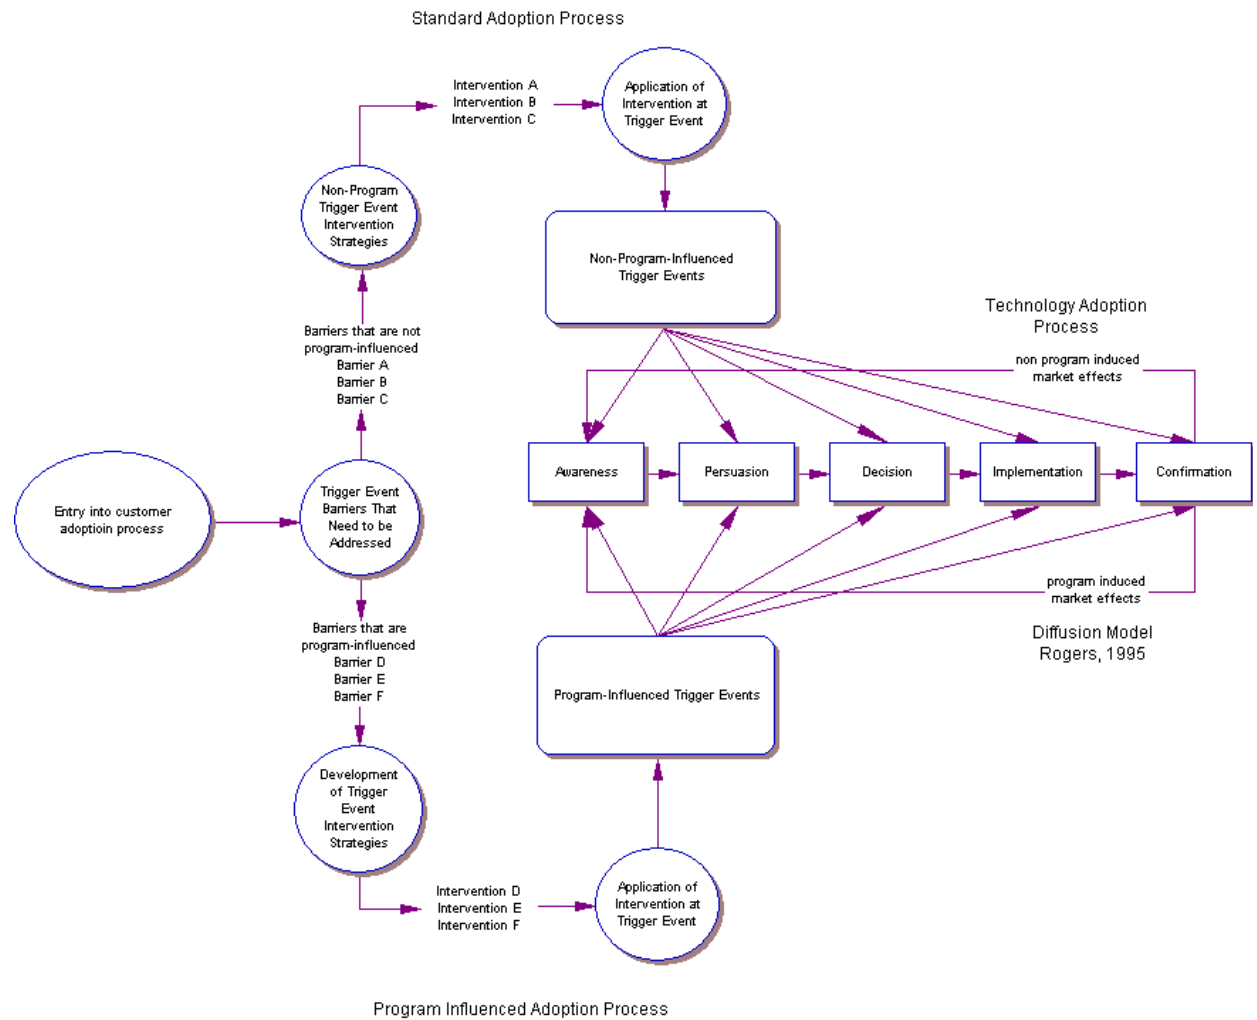 Standard Adoption Process
Intervention A
Intervention B
Intervention C
Application of
Intervention at
Trigger Event
Non-Program
Trigger Event
Intervention
Strategies
Non-Program-Influenced
Trigger Events
Barriers that are not
program-influenced
Barrier A
Barrier B
Barrier C
Technology Adoption
Process
non program induced
market effects
Entry into customer
adoptioin process
Trigger Event
Barriers That
Need to be
Addressed
Awareness
Persuasion
Decision
Implementation
Confirmation
program induced
market effects
Diffusion Model
Rogers, 1995
Barriers that are
program-influenced
Barrier D
Barrier E
Barrier F
Program-Influenced Trigger Events
Development
of Trigger
Event
Intervention
Strategies
Intervention D
Intervention E
Intervention F
Application of
Intervention at
Trigger Event
Program Influenced Adoption Process